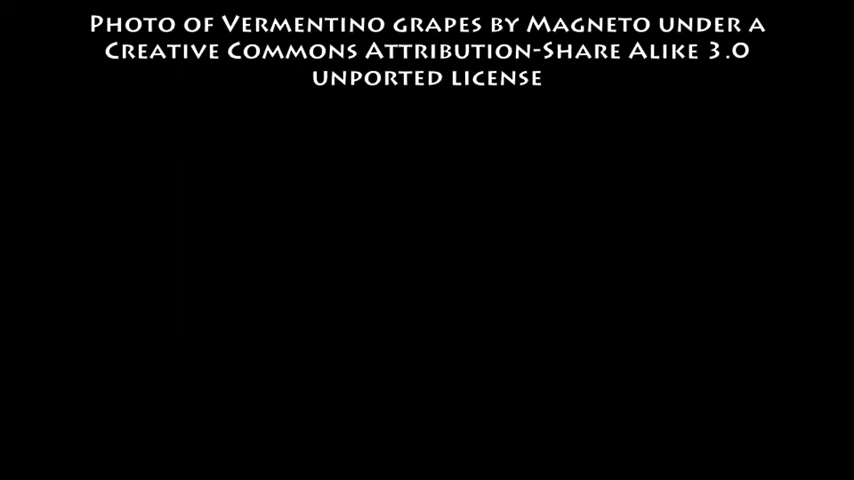 Photo of Vermentino grapes by Magneto under a
Creative Commons Attribution-Share Alike 3.0
unported license